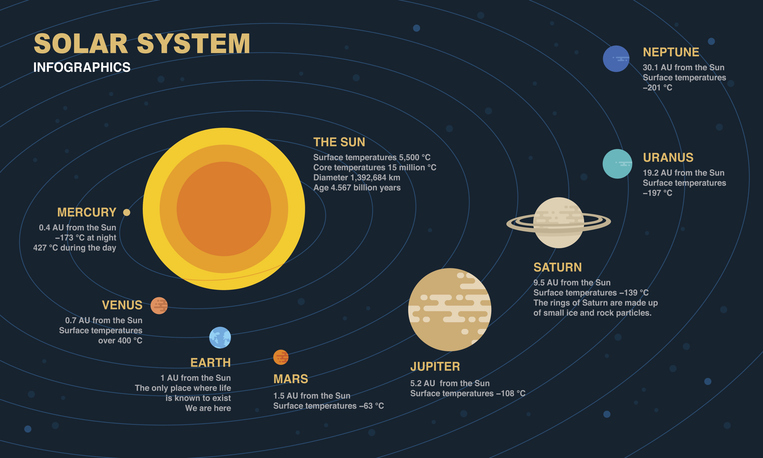 SOLAR SYSTEM
INFOGRAPHICS
THE SUN
Surface temperatures 5,500 °C
Core temperatures 15 million °C
Diameter 1,392,684 km
Age 4.567 billion years
MERCURY
0.4 AU from the Sun
−173 °C at night
427 °C during the day
VENUS
0.7 AU from the Sun
Surface temperatures
over 400 °C
EARTH
1 AU from the Sun
The only place where life
is known to exist
We are here
MARS
1.5 AU from the Sun
Surface temperatures −63 °C
JUPITER
5.2 AU from the Sun
Surface temperatures −108 °C
SATURN
9.5 AU from the Sun
Surface temperatures −139 °C
The rings of Saturn are made up
of small ice and rock particles.
URANUS
19.2 AU from the Sun
Surface temperatures
−197 °C
NEPTUNE
30.1 AU from the Sun
Surface temperatures
−201 °C